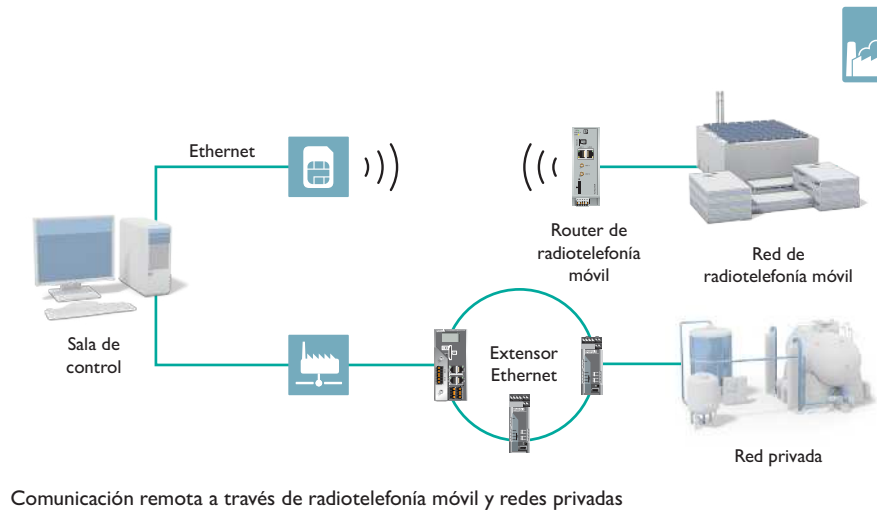 Ethernet
Router de
radiotelefonía
móvil
Red de
radiotelefonía móvil
Sala de
control
Extensor
Ethernet
Red privada
Comunicación remota a través de radiotelefonía móvil y redes privadas